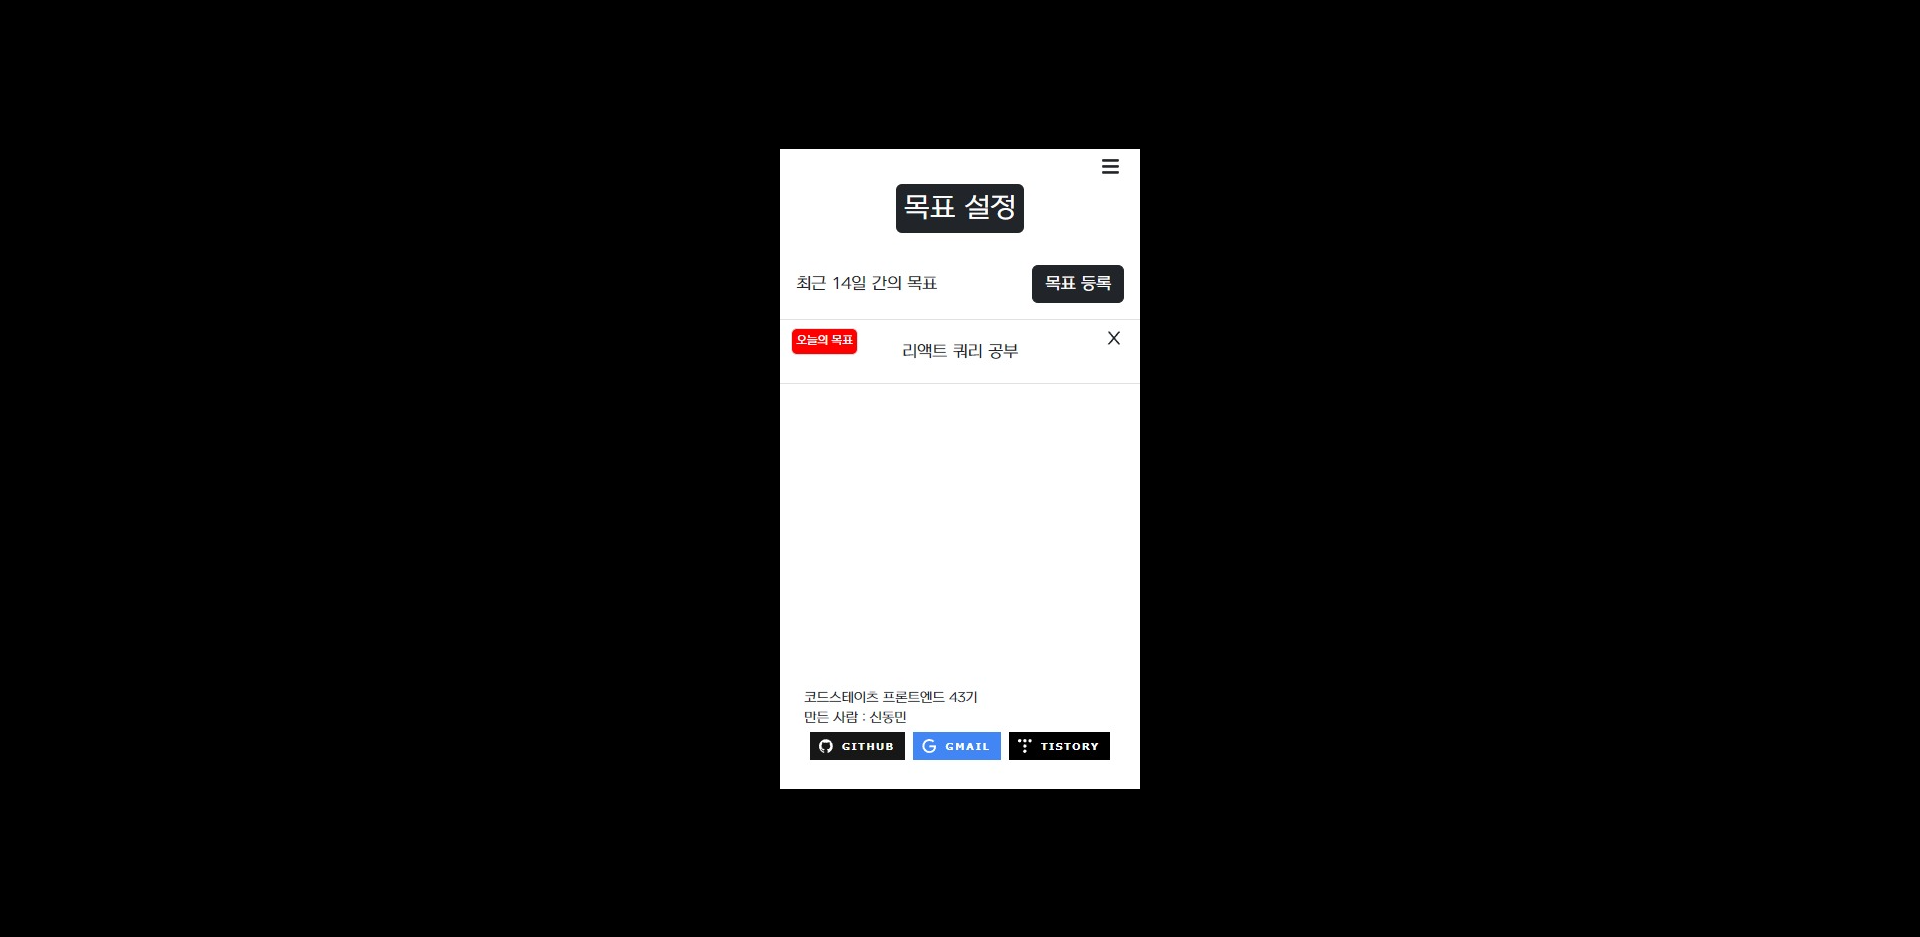 목표 설정
최근 14일 간의 목표
목표 등록
오늘의 목표
리액트 쿼리 공부
X
코드스테이츠 프론트엔드 43기
만든 사람 : 신동민
GITHUB
GMAIL
TISTORY